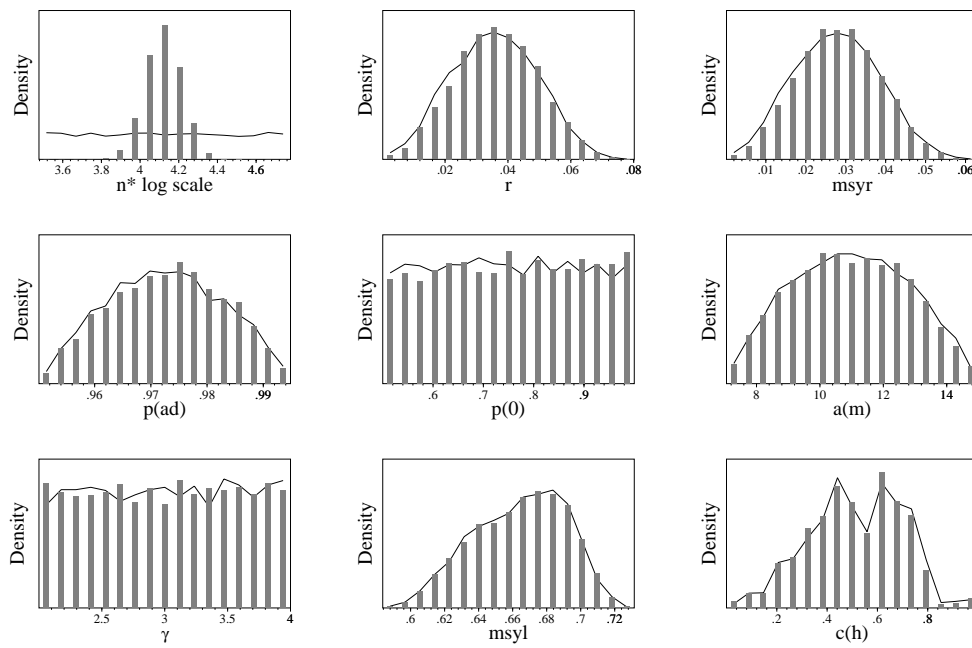 Density
3.6 3.8 4 4.2 4.4 4.6
n* log scale
Density
.02 .04 .06 .08
r
Density
.01 .02 .03 .04 .05 .06
msyr
Density
.96 .97 .98 .99
p(ad)
Density
.6 .7 .8 .9
p(0)
Density
8 10 12 14
a(m)
Density
2.5 3 3.5 4
γ
Density
.6 .62 .64 .66 .68 .7 .72
msyl
Density
.2 .4 .6 .8
c(h)